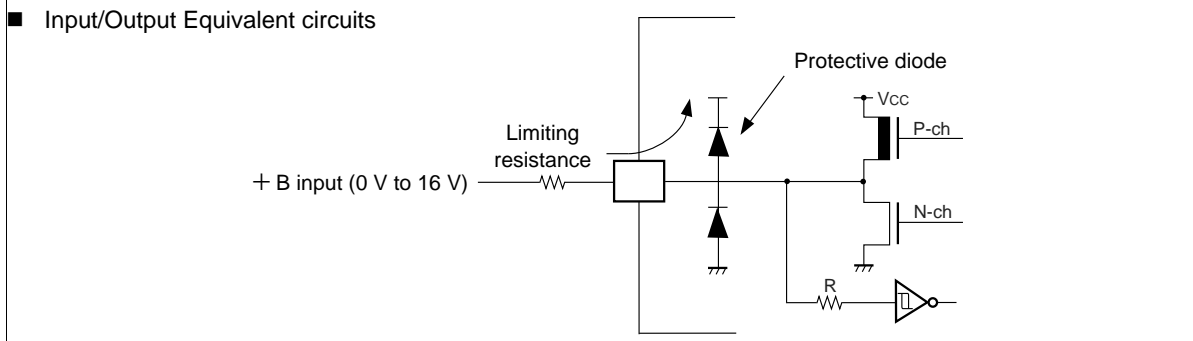 ■ Input/Output Equivalent circuits
Protective diode
VCC
Limiting
resistance
P-ch
+ B input (0 V to 16 V)
N-ch
R